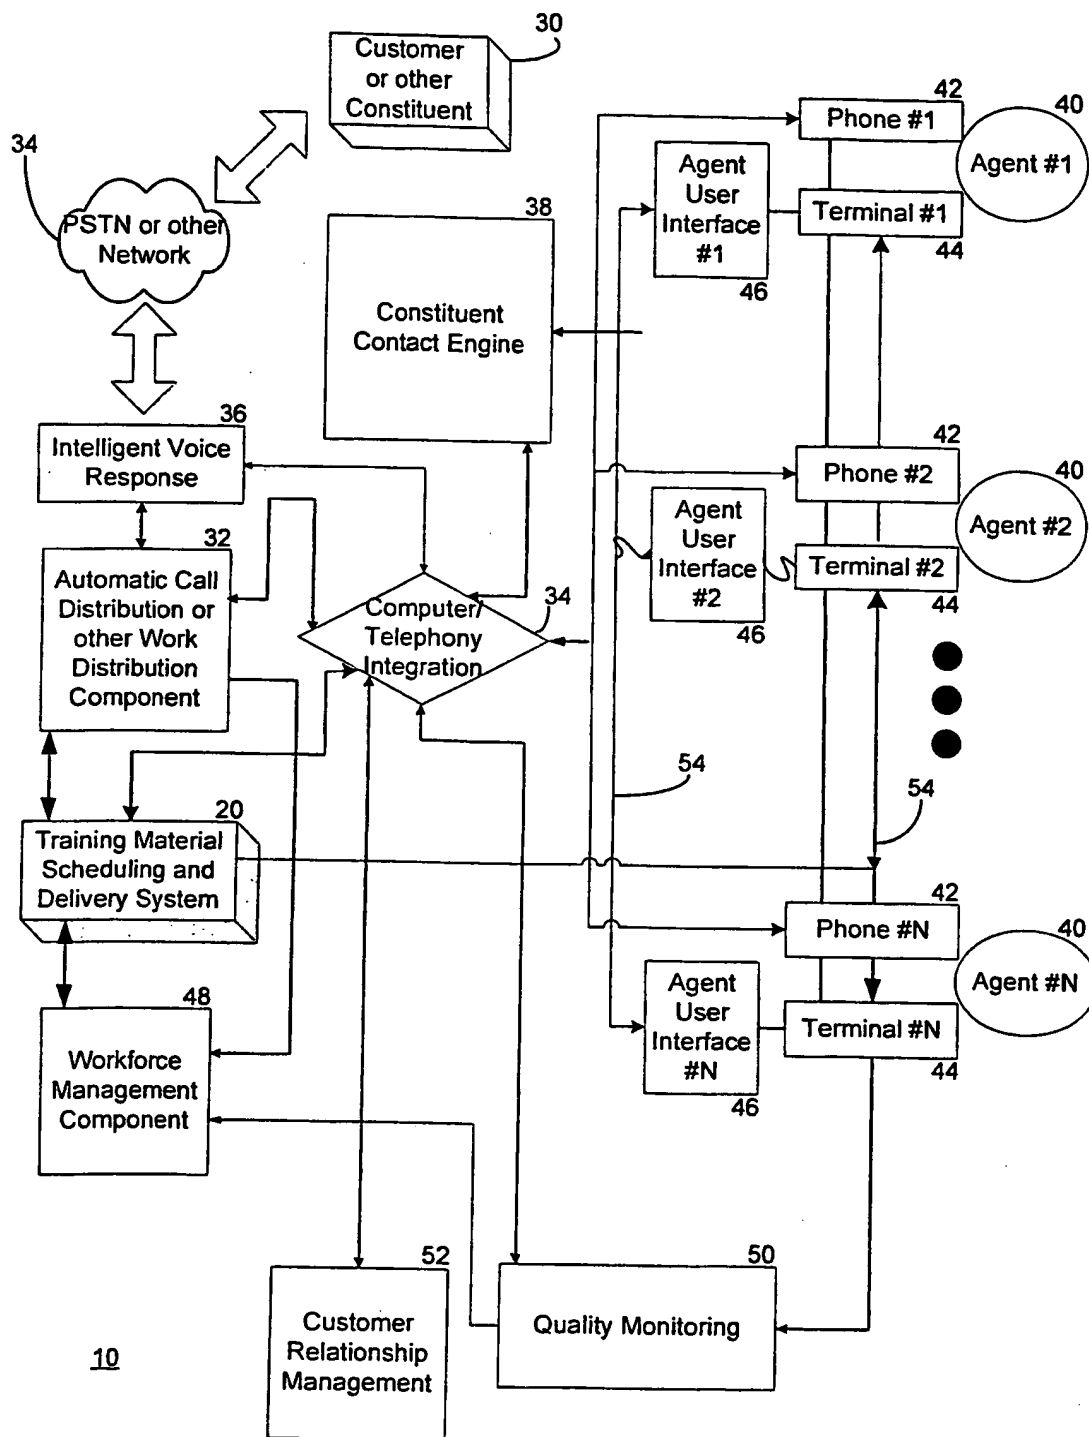 30
Customer
or other
Constituent
34
PSTN or other
Network
38
Constituent
Contact Engine
42
Phone #1
40
Agent #1
Agent
User
Interface
#1
46
Terminal #1
44
36
Intelligent Voice
Response
42
Phone #2
40
Agent #2
Agent
User
Interface
#2
46
Terminal #2
44
32
Automatic Call
Distribution or
other Work
Distribution
Component
Computer/
Telephony
Integration
34
54
54
20
Training Material
Scheduling and
Delivery System
42
Phone #N
40
Agent #N
Agent
User
Interface
#N
46
Terminal #N
44
48
Workforce
Management
Component
52
Customer
Relationship
Management
50
Quality Monitoring
10